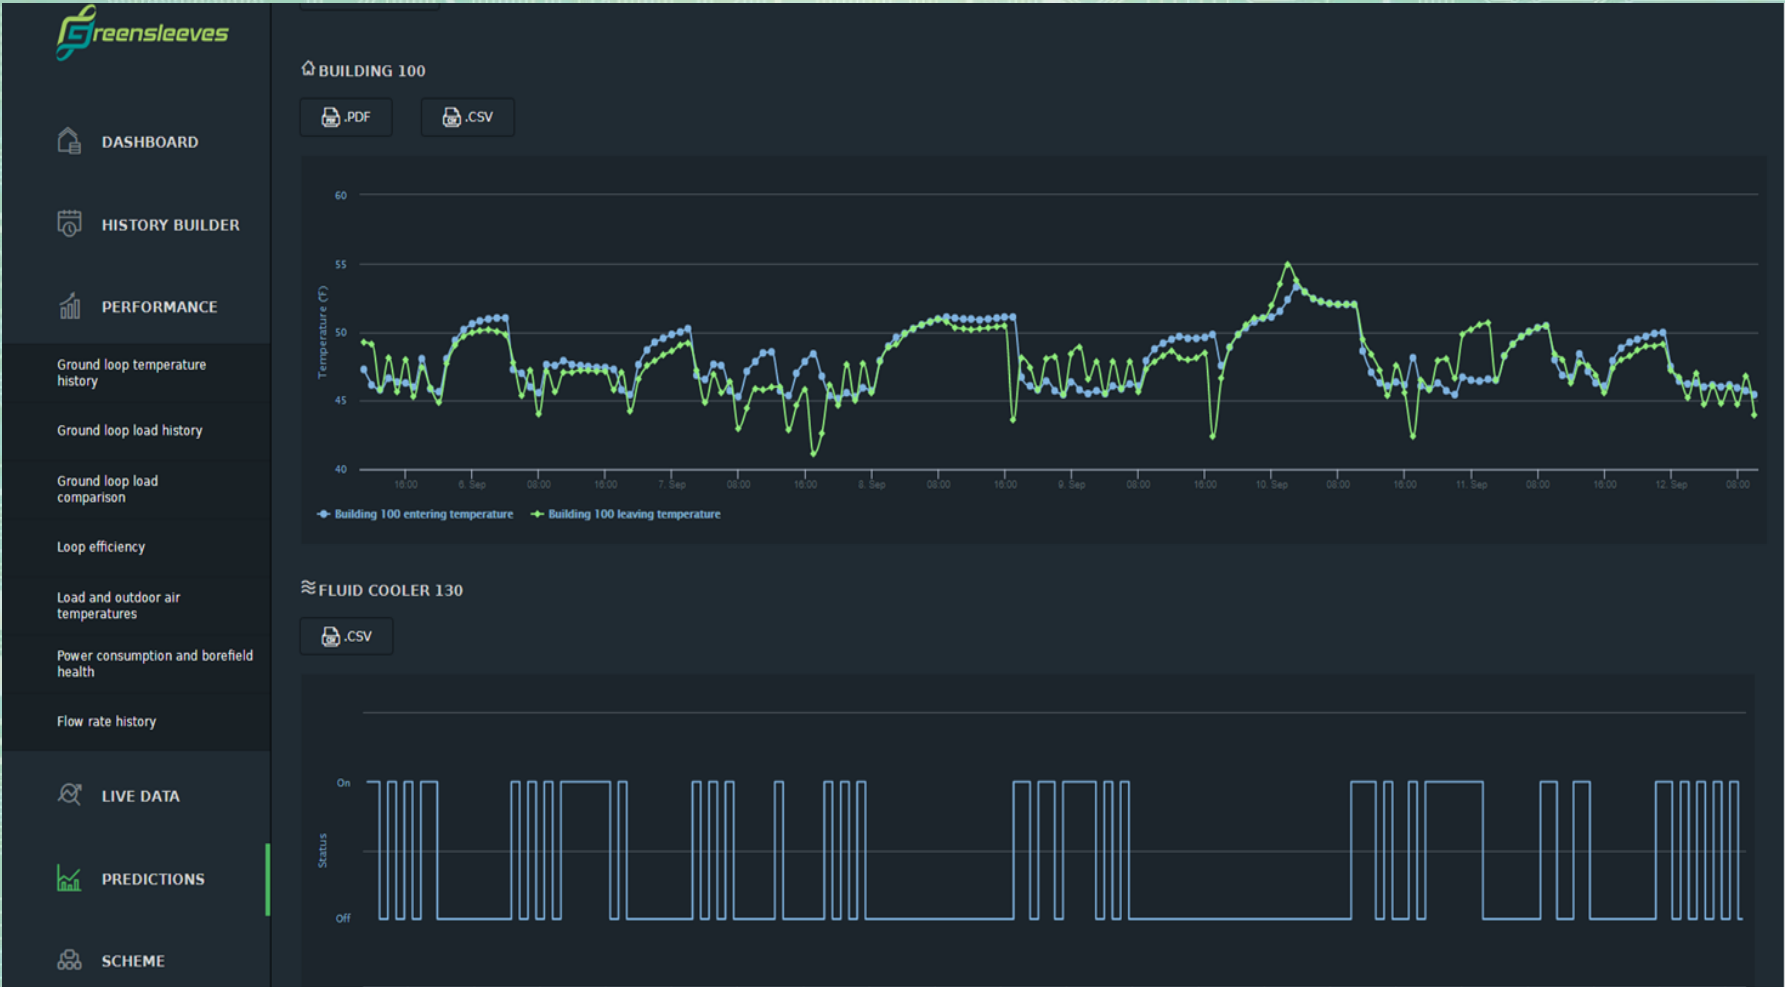 Greensleeves
DASHBOARD
HISTORY BUILDER
PERFORMANCE
Ground loop temperature
history
Ground loop load history
Ground loop load
comparison
Loop efficiency
Load and outdoor air
temperatures
Power consumption and borefield
health
Flow rate history
LIVE DATA
PREDICTIONS
SCHEME
BUILDING 100
.PDF
.CSV
Temperature (°F)
60
55
50
45
40
16:00
6. Sep
08:00
16:00
7. Sep
08:00
16:00
8. Sep
08:00
16:00
9. Sep
08:00
16:00
10. Sep
08:00
16:00
11. Sep
08:00
16:00
12. Sep
08:00
Building 100 entering temperature
Building 100 leaving temperature
FLUID COOLER 130
.CSV
Status
On
Off